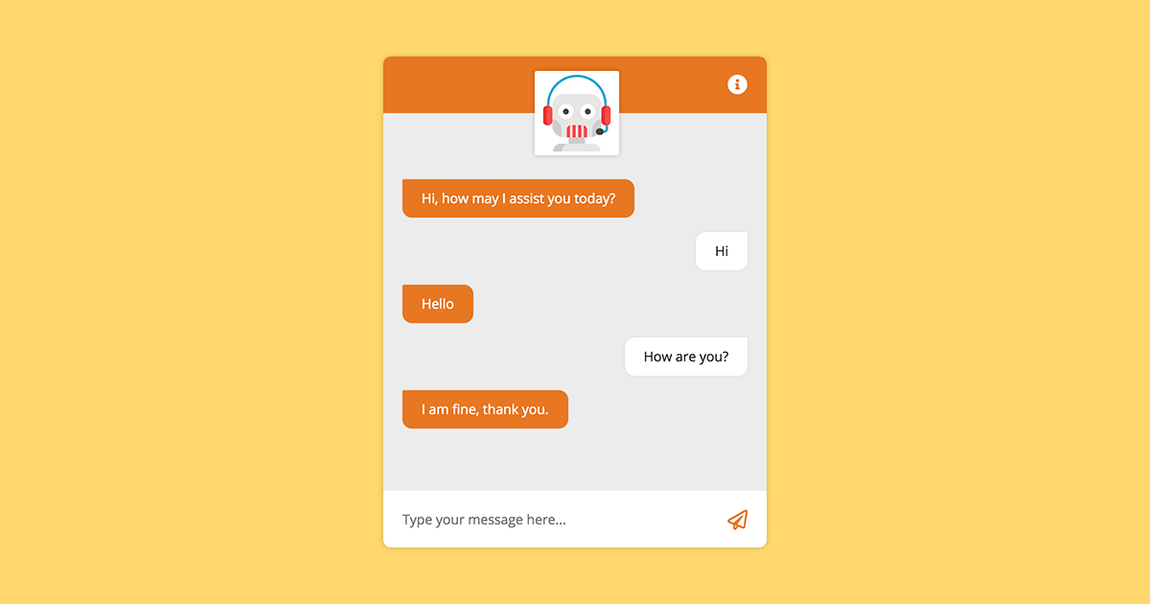 Hi, how may I assist you today?
Hi
Hello
How are you?
I am fine, thank you.
Type your message here...